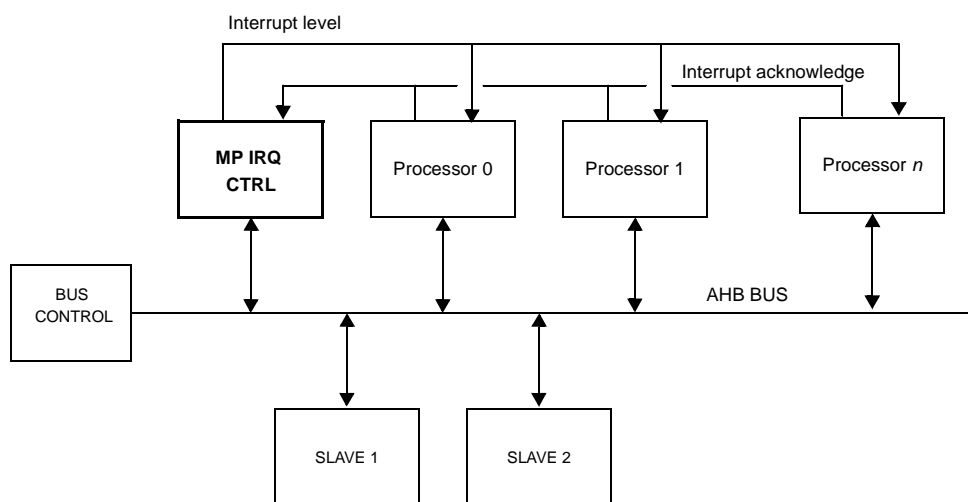 Interrupt level
Interrupt acknowledge
MP IRQ
CTRL
Processor 0
Processor 1
Processor n
BUS
CONTROL
AHB BUS
SLAVE 1
SLAVE 2